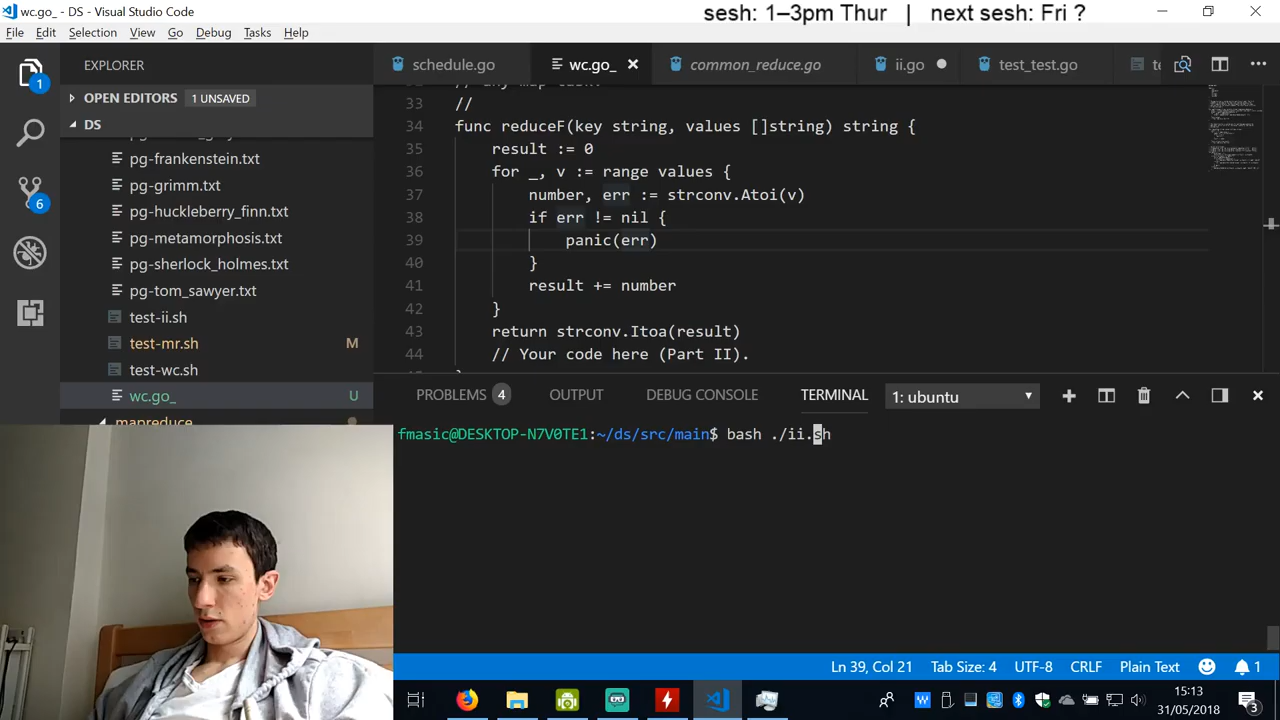 wc.go_ - DS - Visual Studio Code
sesh: 1–3pm Thur | next sesh: Fri ?
File Edit Selection View Go Debug Tasks Help
1
EXPLORER
schedule.go
wc.go_
common_reduce.go
ii.go
test_test.go
OPEN EDITORS 1 UNSAVED
DS
pg-frankenstein.txt
pg-grimm.txt
pg-huckleberry_finn.txt
6
pg-metamorphosis.txt
pg-sherlock_holmes.txt
pg-tom_sawyer.txt
test-ii.sh
test-mr.sh M
test-wc.sh
wc.go_ U
mapreduce
33 //
34 func reduceF(key string, values []string) string {
35 result := 0
36 for _, v := range values {
37 number, err := strconv.Atoi(v)
38 if err != nil {
39 panic(err)
40 }
41 result += number
42 }
43 return strconv.Itoa(result)
44 // Your code here (Part II).
PROBLEMS 4 OUTPUT DEBUG CONSOLE TERMINAL 1: ubuntu
fmasic@DESKTOP-N7V0TE1:~/ds/src/main$ bash ./ii.sh
Ln 39, Col 21 Tab Size: 4 UTF-8 CRLF Plain Text 1
15:13
31/05/2018
3